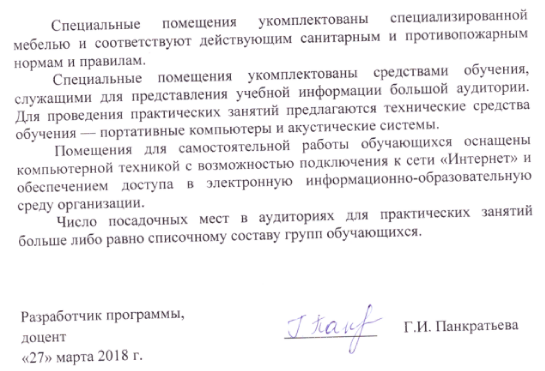 Специальные помещения укомплектованы специализированной
мебелью и соответствуют действующим санитарным и противопожарным
нормам и правилам.
Специальные помещения укомплектованы средствами обучения,
служащими для представления учебной информации большой аудитории.
Для проведения практических занятий предлагаются технические средства
обучения — портативные компьютеры и акустические системы.
Помещения для самостоятельной работы обучающихся оснащены
компьютерной техникой с возможностью подключения к сети «Интернет» и
обеспечением доступа в электронную информационно-образовательную
среду организации.
Число посадочных мест в аудиториях для практических занятий
больше либо равно списочному составу групп обучающихся.
Разработчик программы,
доцент Г.И. Панкратьева
«27» марта 2018 г.